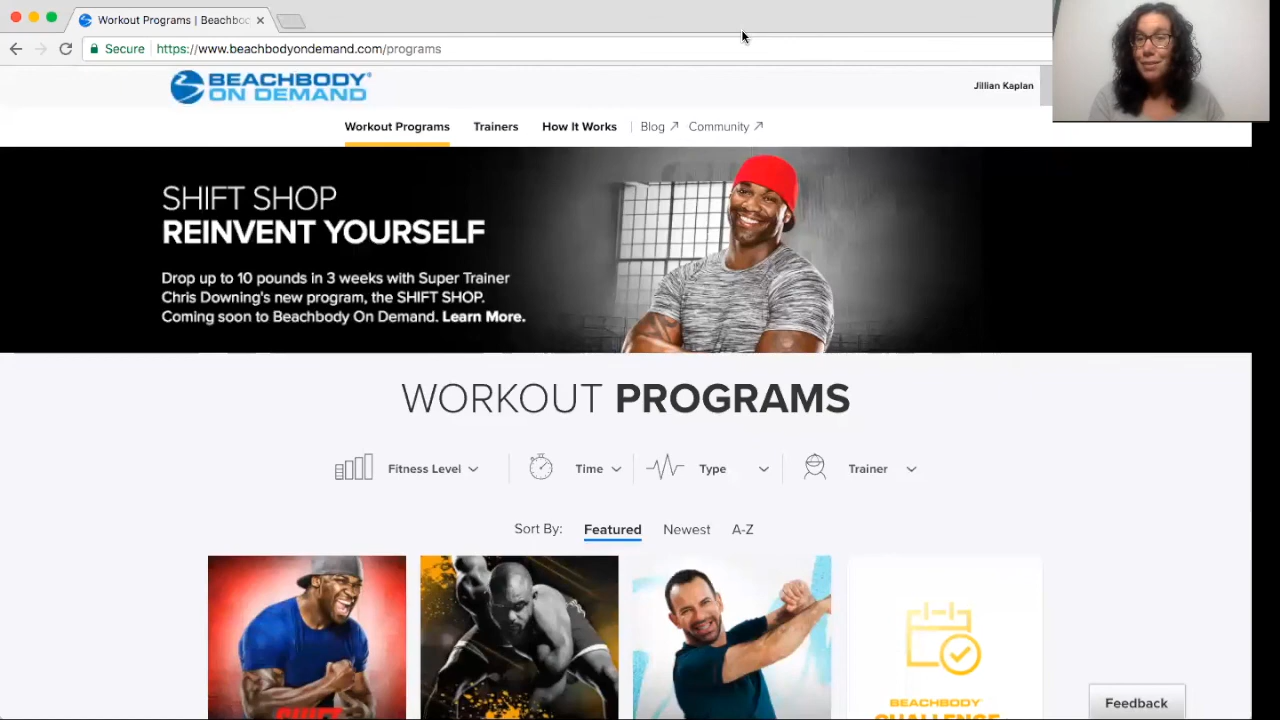 Workout Programs | Beachboc
Secure https://www.beachbodyondemand.com/programs
BEACHBODY
ON DEMAND
Jillian Kaplan
Workout Programs Trainers How It Works Blog Community
SHIFT SHOP
REINVENT YOURSELF
Drop up to 10 pounds in 3 weeks with Super Trainer
Chris Downing's new program, the SHIFT SHOP.
Coming soon to Beachbody On Demand. Learn More.
WORKOUT PROGRAMS
Fitness Level Time Type Trainer
Sort By: Featured Newest A-Z
SHIFT
BEACHBODY
CHALLENGE
Feedback